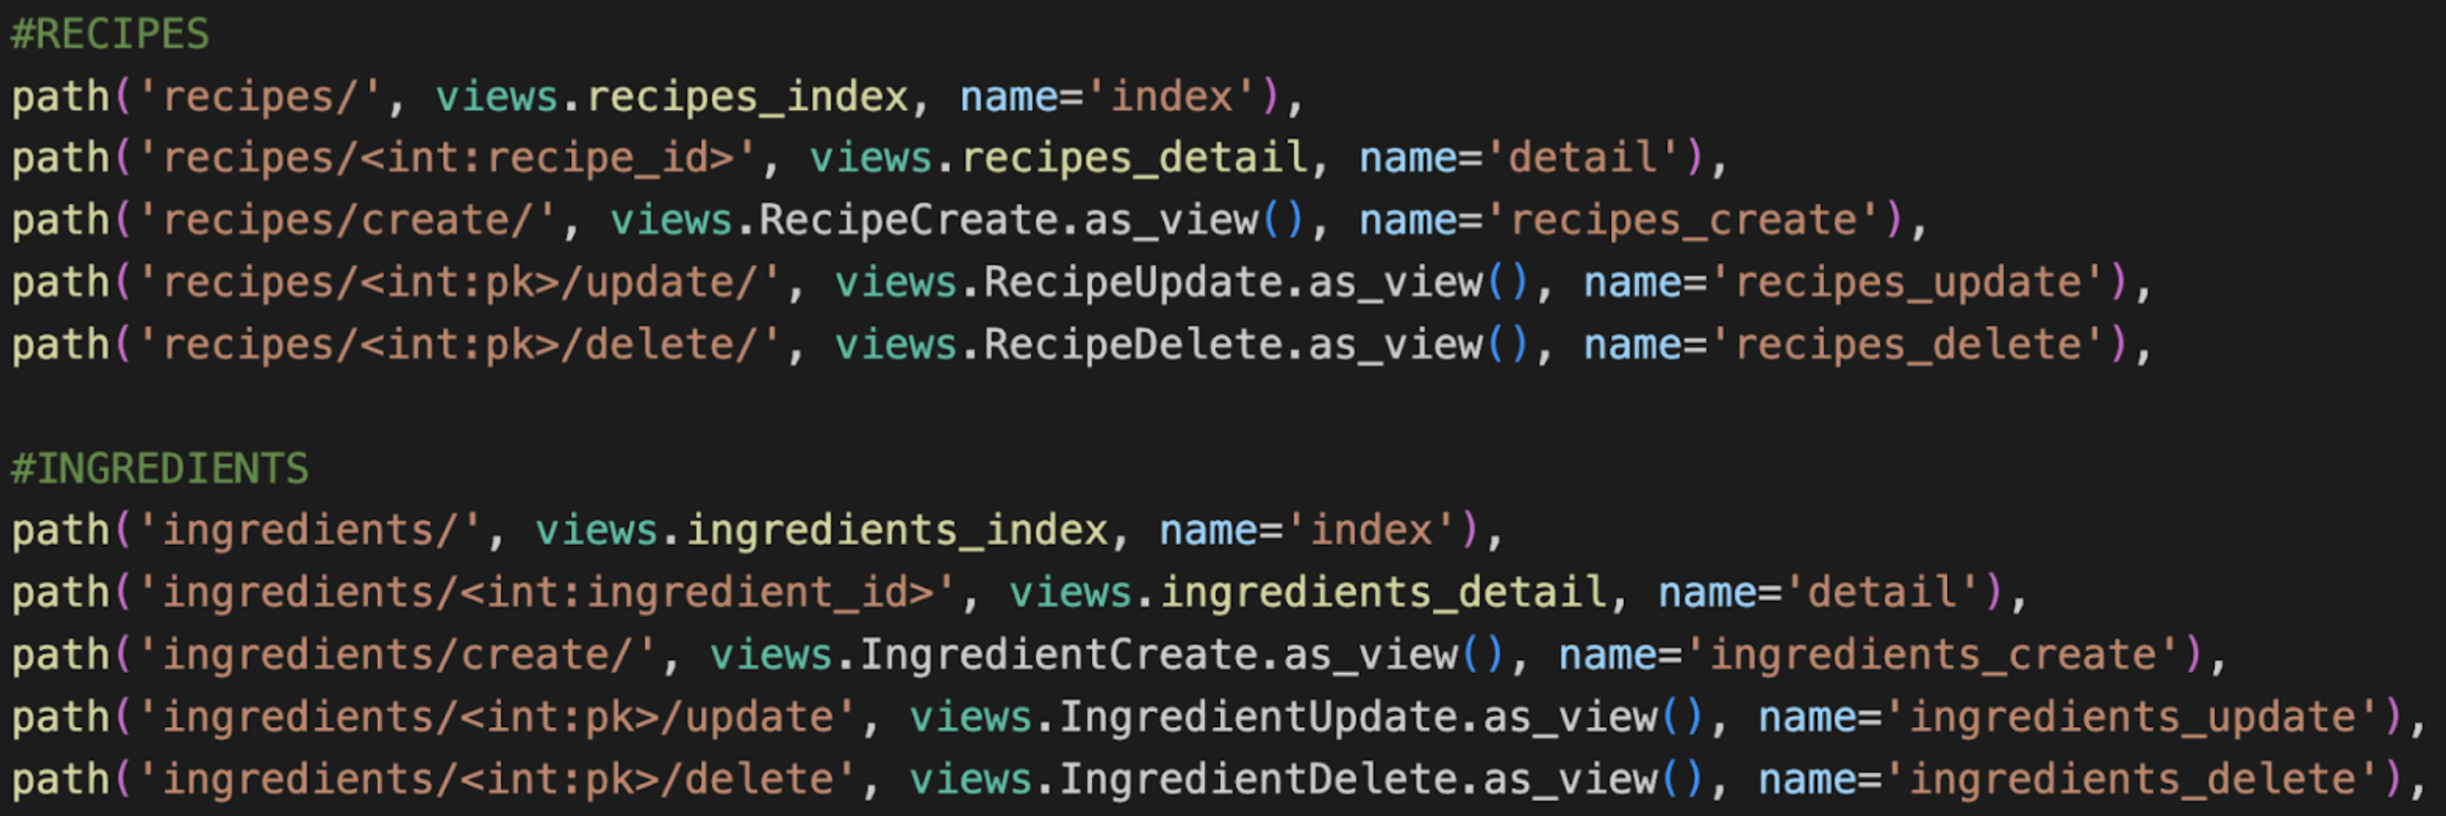 #RECIPES
path('recipes/', views.recipes_index, name='index'),
path('recipes/<int:recipe_id>', views.recipes_detail, name='detail'),
path('recipes/create/', views.RecipeCreate.as_view(), name='recipes_create'),
path('recipes/<int:pk>/update/', views.RecipeUpdate.as_view(), name='recipes_update'),
path('recipes/<int:pk>/delete/', views.RecipeDelete.as_view(), name='recipes_delete'),
#INGREDIENTS
path('ingredients/', views.ingredients_index, name='index'),
path('ingredients/<int:ingredient_id>', views.ingredients_detail, name='detail'),
path('ingredients/create/', views.IngredientCreate.as_view(), name='ingredients_create'),
path('ingredients/<int:pk>/update', views.IngredientUpdate.as_view(), name='ingredients_update'),
path('ingredients/<int:pk>/delete', views.IngredientDelete.as_view(), name='ingredients_delete'),